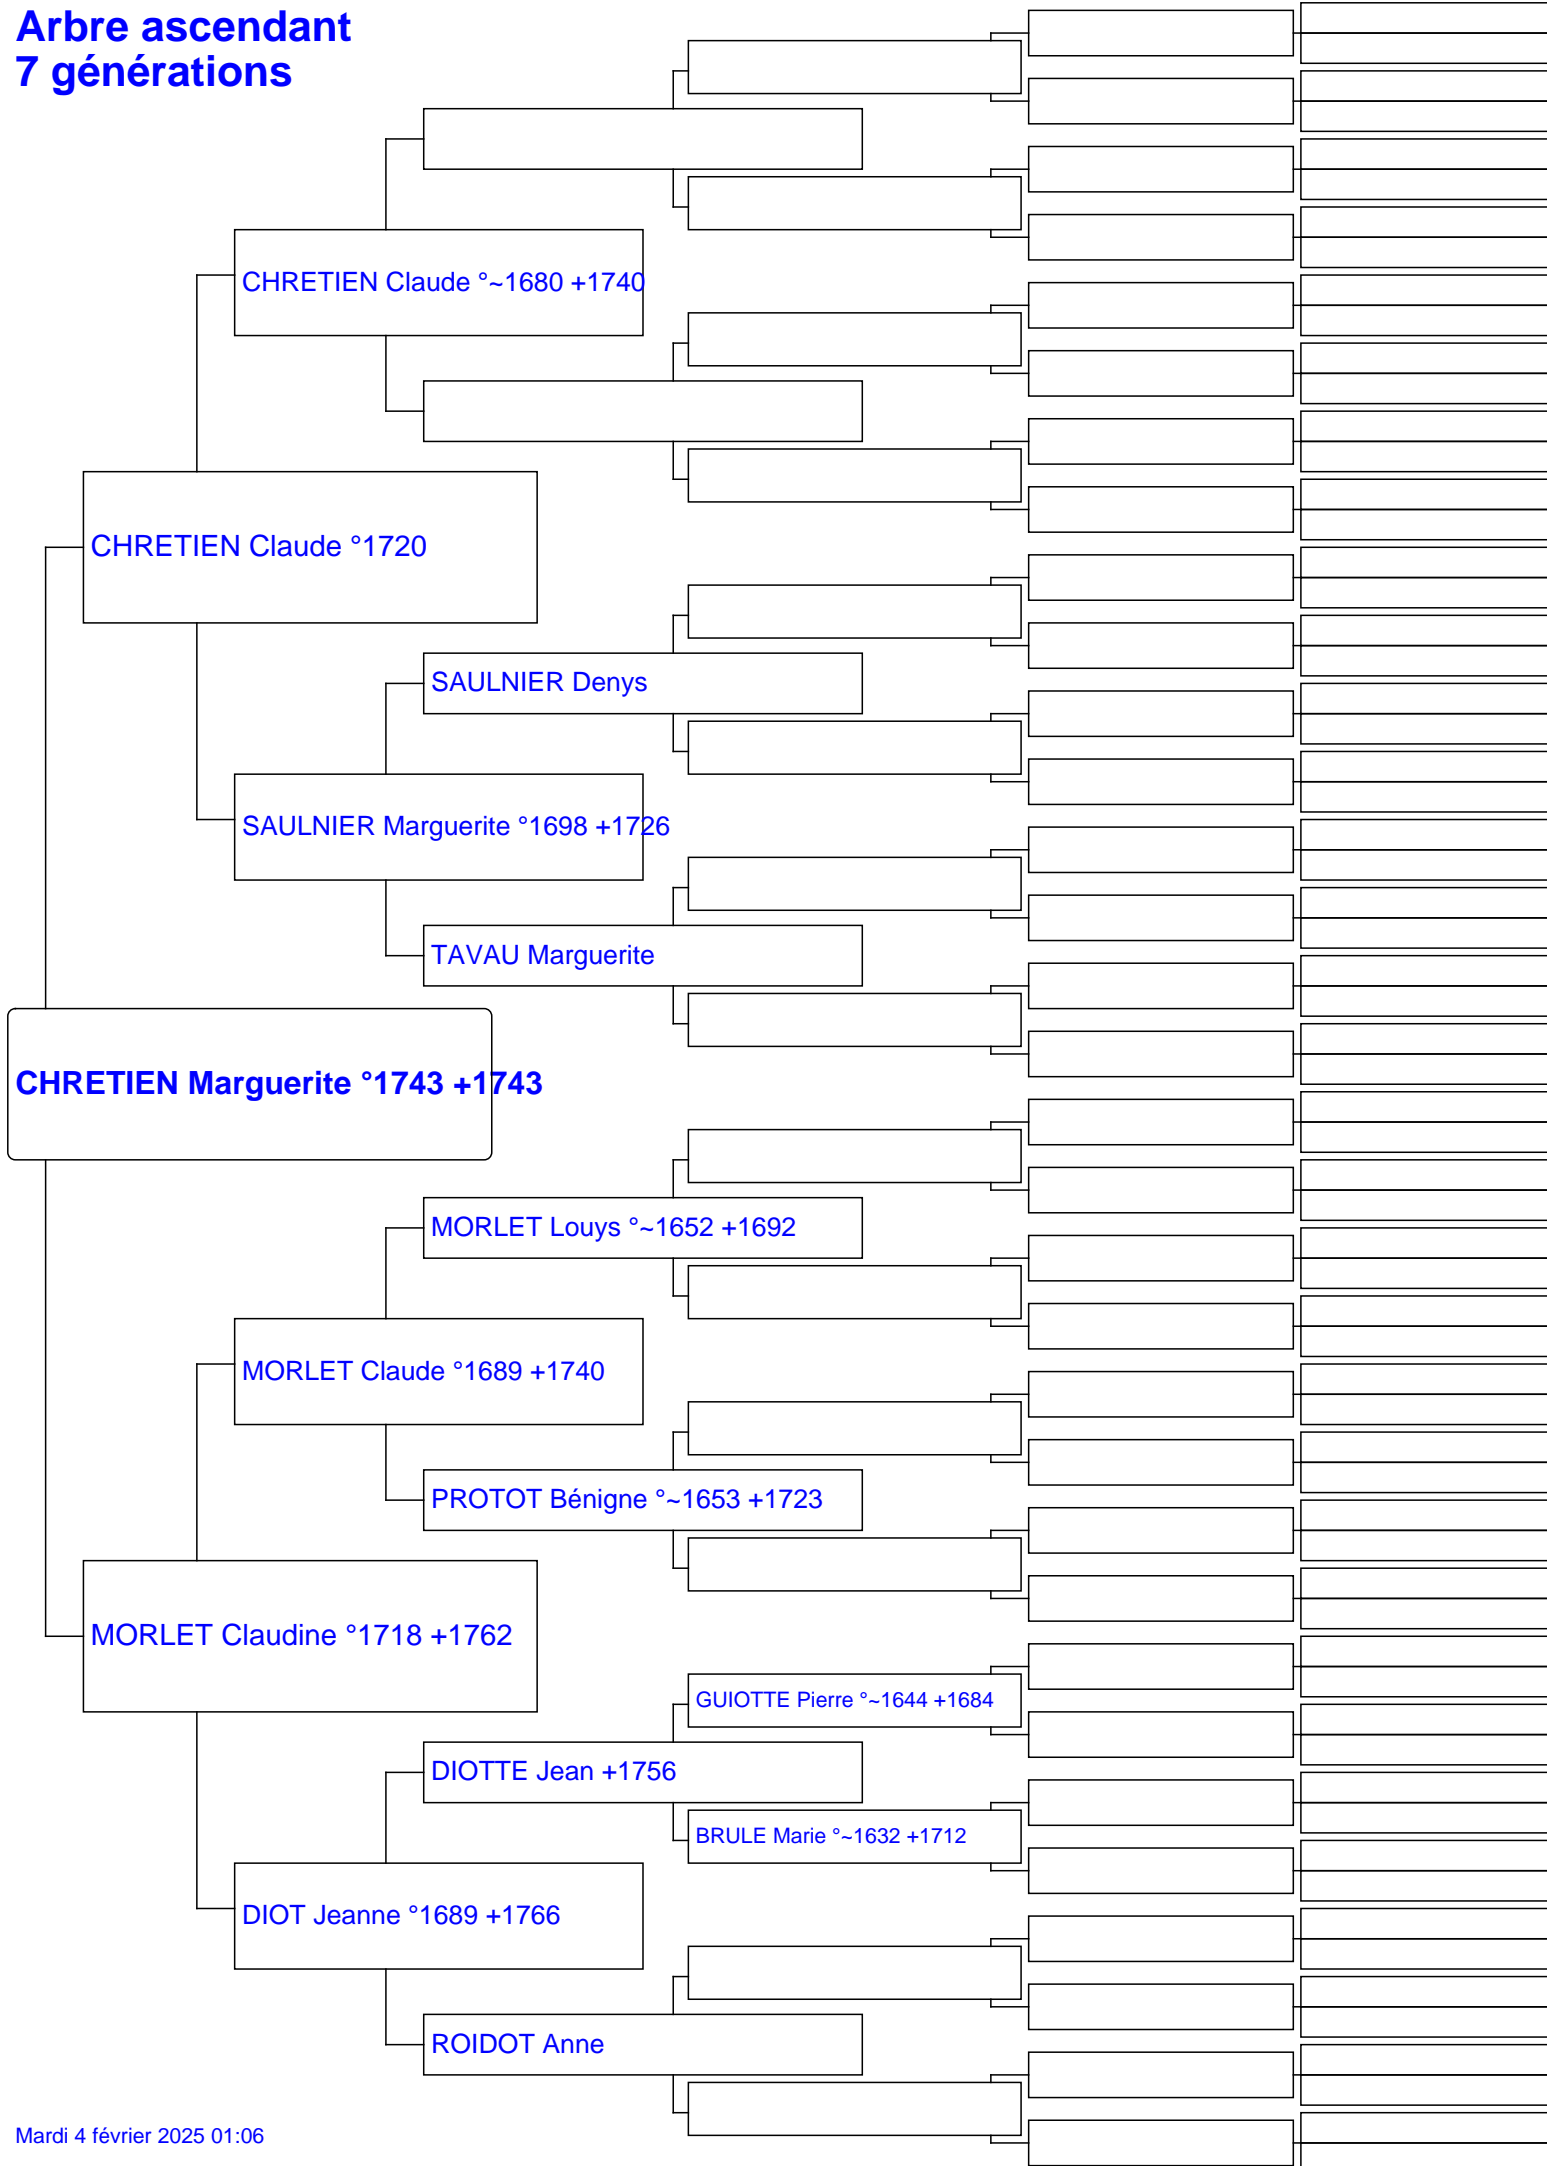 Arbre ascendant
7 générations
CHRETIEN Claude °~1680 +1740
CHRETIEN Claude °1720
SAULNIER Denys
SAULNIER Marguerite °1698 +1726
TAVAU Marguerite
CHRETIEN Marguerite °1743 +1743
MORLET Louys °~1652 +1692
MORLET Claude °1689 +1740
PROTOT Bénigne °~1653 +1723
MORLET Claudine °1718 +1762
GUIOTTE Pierre °~1644 +1684
DIOTTE Jean +1756
BRULE Marie °~1632 +1712
DIOT Jeanne °1689 +1766
ROIDOT Anne
Mardi 4 février 2025 01:06